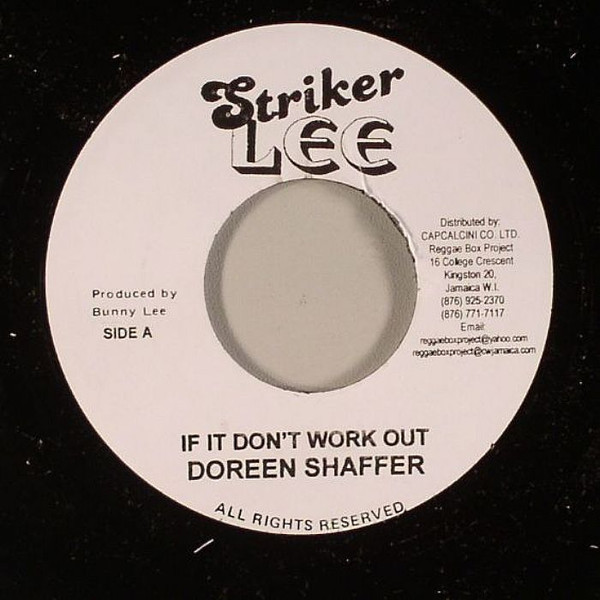 Striker
LEE
Distributed by:
CAPCALCINI CO. LTD.
Reggae Box Project
16 College Crescent
Kingston 20,
Jamaica W.I.
(876) 925-2370
(876) 771-7117
Email:
reggaeboxproject@yahoo.com
reggaeboxproject@cwjamaica.com
Produced by
Bunny Lee
SIDE A
IF IT DON'T WORK OUT
DOREEN SHAFFER
ALL RIGHTS RESERVED